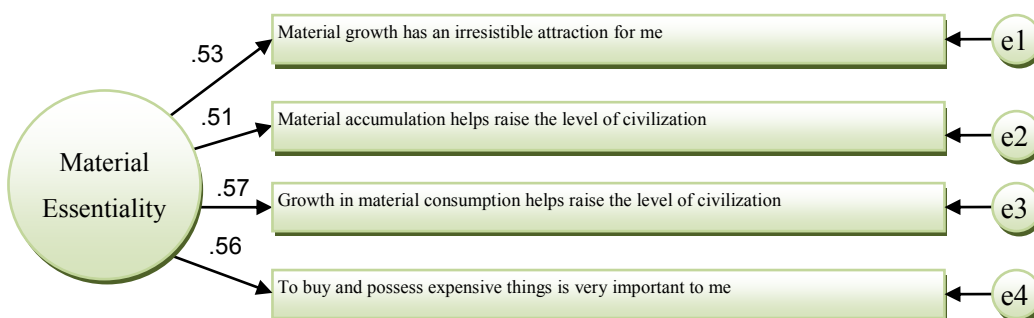 Material growth has an irresistible attraction for me
e1
.53
.51
Material accumulation helps raise the level of civilization
e2
Material
Essentiality
.57
Growth in material consumption helps raise the level of civilization
e3
.56
To buy and possess expensive things is very important to me
e4